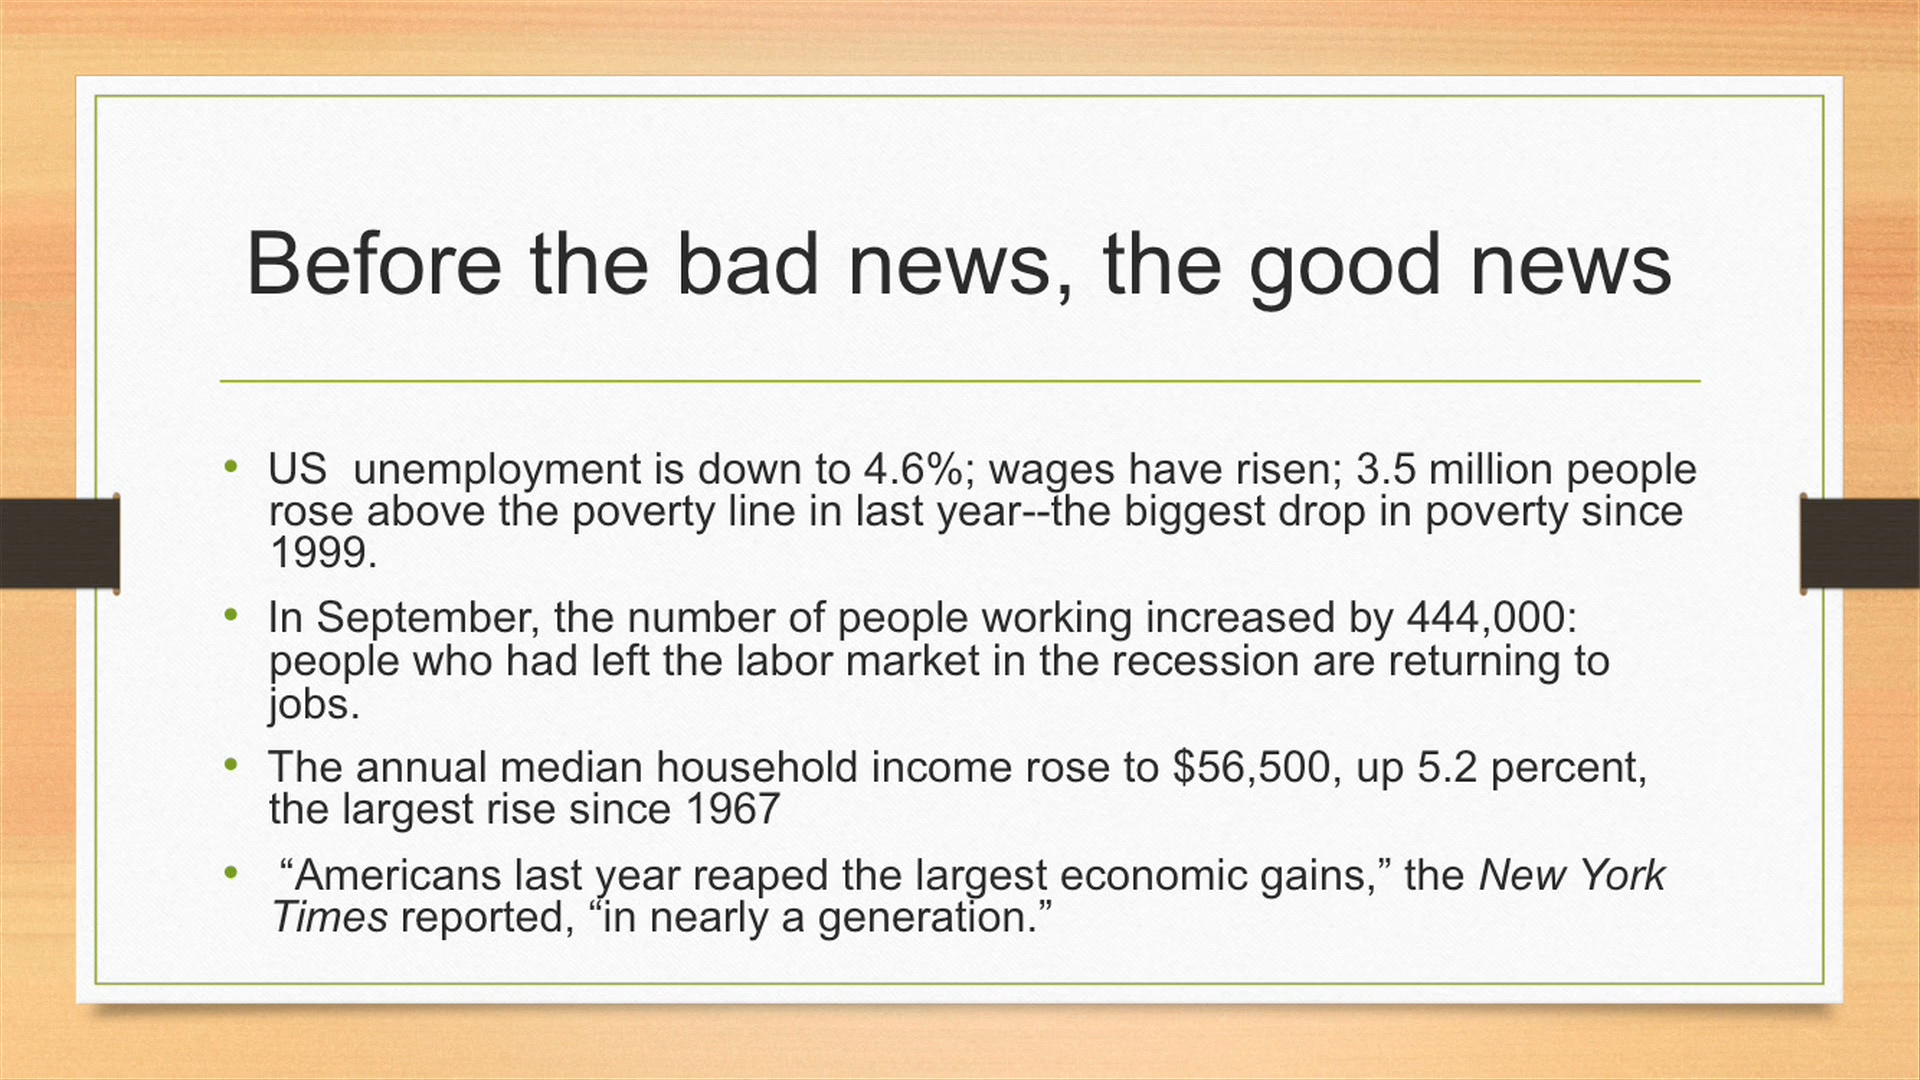 Before the bad news, the good news
• US  unemployment is down to 4.6%; wages have risen; 3.5 million people
rose above the poverty line in last year--the biggest drop in poverty since
1999.
• In September, the number of people working increased by 444,000:
people who had left the labor market in the recession are returning to
jobs.
• The annual median household income rose to $56,500, up 5.2 percent,
the largest rise since 1967
• “Americans last year reaped the largest economic gains,” the New York
Times reported, “in nearly a generation.”